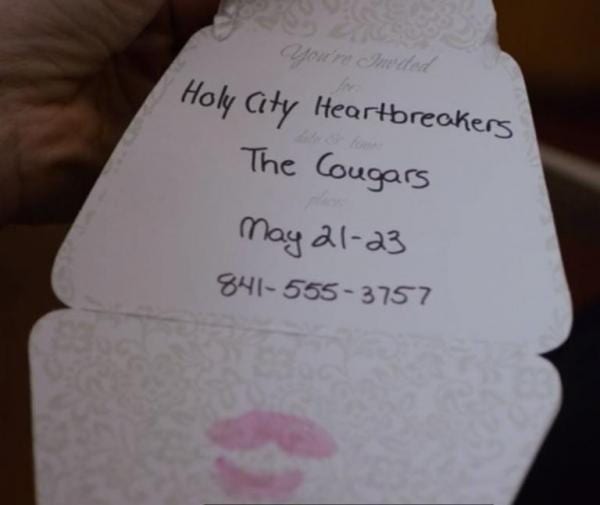 You're Invited
for:
Holy City Heartbreakers
date & time:
The Cougars
place:
May 21-23
841-555-3757